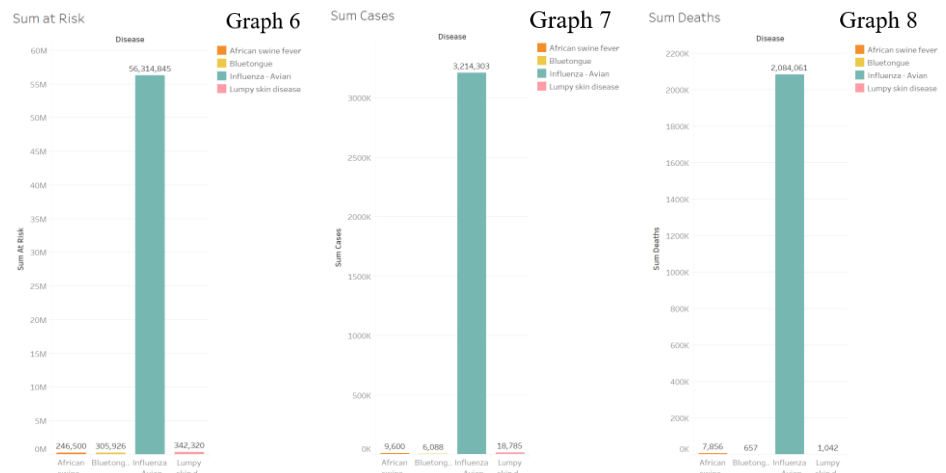 Sum at Risk
Graph 6
Disease
African swine fever
Bluetongue
Influenza - Avian
Lumpy skin disease
60M
56,314,845
55M
50M
45M
40M
35M
30M
25M
20M
15M
10M
5M
0M
Sum At Risk
246,500
305,926
342,320
African
Bluetong..
Influenza
Lumpy
Sum Cases
Graph 7
Disease
African swine fever
Bluetongue
Influenza - Avian
Lumpy skin disease
3,214,303
3000K
2500K
2000K
1500K
1000K
500K
0K
Sum Cases
9,600
6,088
18,785
African
Bluetong..
Influenza
Lumpy
Sum Deaths
Graph 8
Disease
African swine fever
Bluetongue
Influenza - Avian
Lumpy skin disease
2200K
2,084,061
2000K
1800K
1600K
1400K
1200K
1000K
800K
600K
400K
200K
0K
Sum Deaths
7,856
657
1,042
African
Bluetong..
Influenza
Lumpy